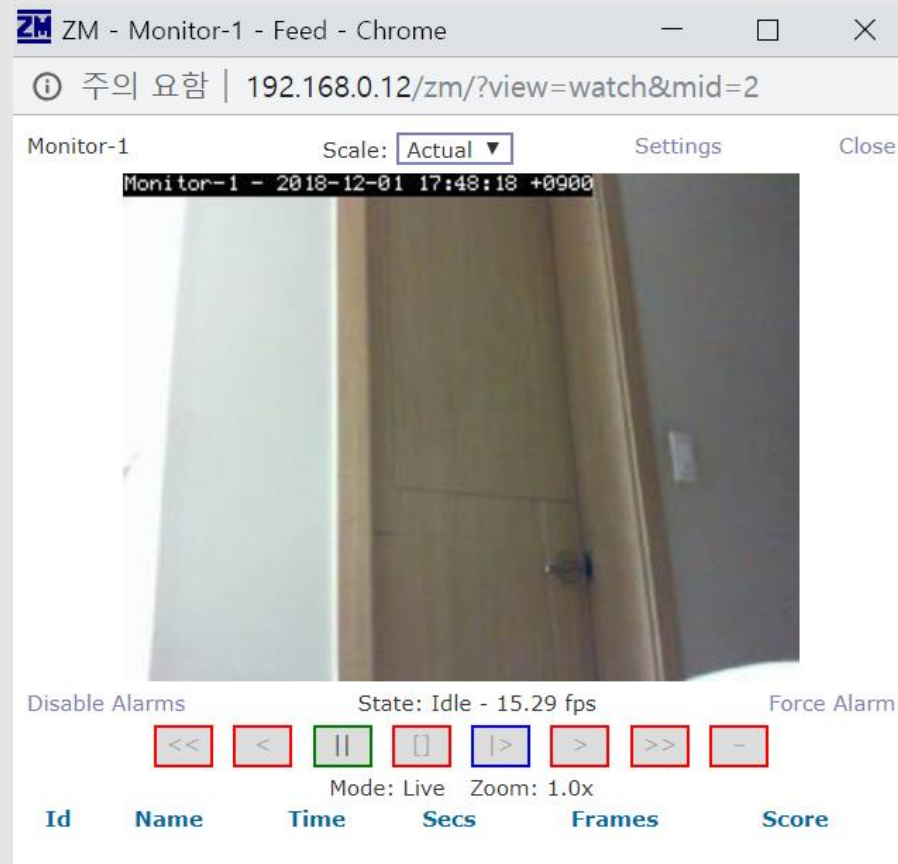 ZM ZM - Monitor-1 - Feed - Chrome
주의 요함 | 192.168.0.12/zm/?view=watch&mid=2
Monitor-1 Scale: Actual ▼ Settings Close
Monitor-1 - 2018-12-01 17:48:18 +0900
Disable Alarms State: Idle - 15.29 fps Force Alarm
<< < || [] |> > >> –
Mode: Live Zoom: 1.0x
Id Name Time Secs Frames Score